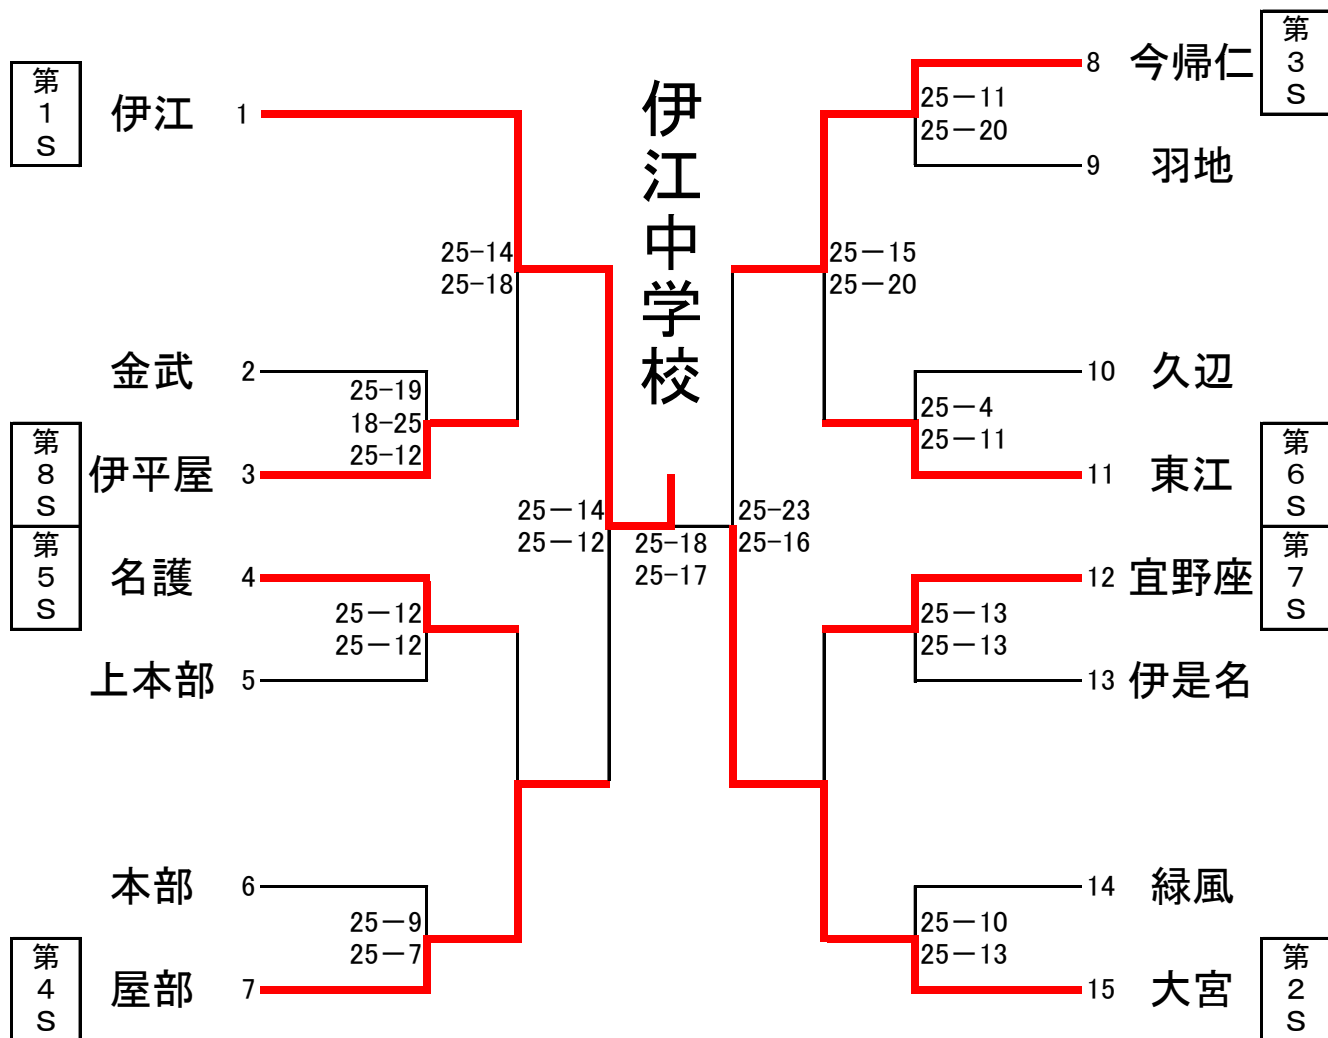 伊江中学校
第1S
伊江 1
25-14
25-18
金武 2
25-19
18-25
25-12
第8S
伊平屋 3
25－14
25－12
第5S
名護 4
25－12
25－12
上本部 5
本部 6
25－9
25－7
第4S
屋部 7
25-18
25-17
8 今帰仁
第3S
25－11
25－20
9 羽地
25－15
25－20
10 久辺
25－4
25－11
11 東江
第6S
25-23
25-16
12 宜野座
第7S
25－13
25－13
13 伊是名
14 緑風
25－10
25－13
15 大宮
第2S